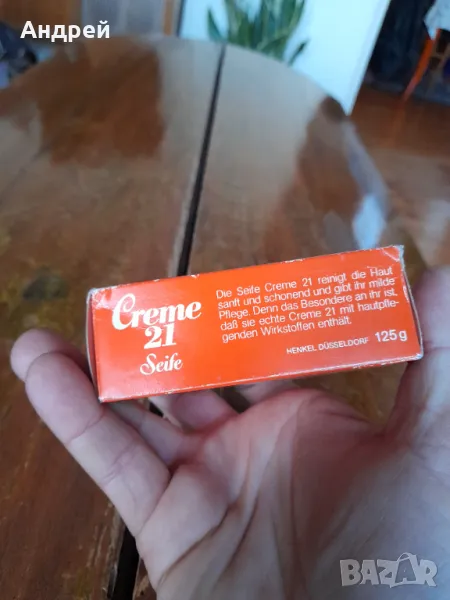 Андрей
Creme
21
Seife
Die Seife Creme 21 reinigt die Haut
sanft und schonend und gibt ihr milde
Pflege. Denn das Besondere an ihr ist,
daß sie echte Creme 21 mit hautpfle-
genden Wirkstoffen enthält.
HENKEL DÜSSELDORF 125g
BAZAR